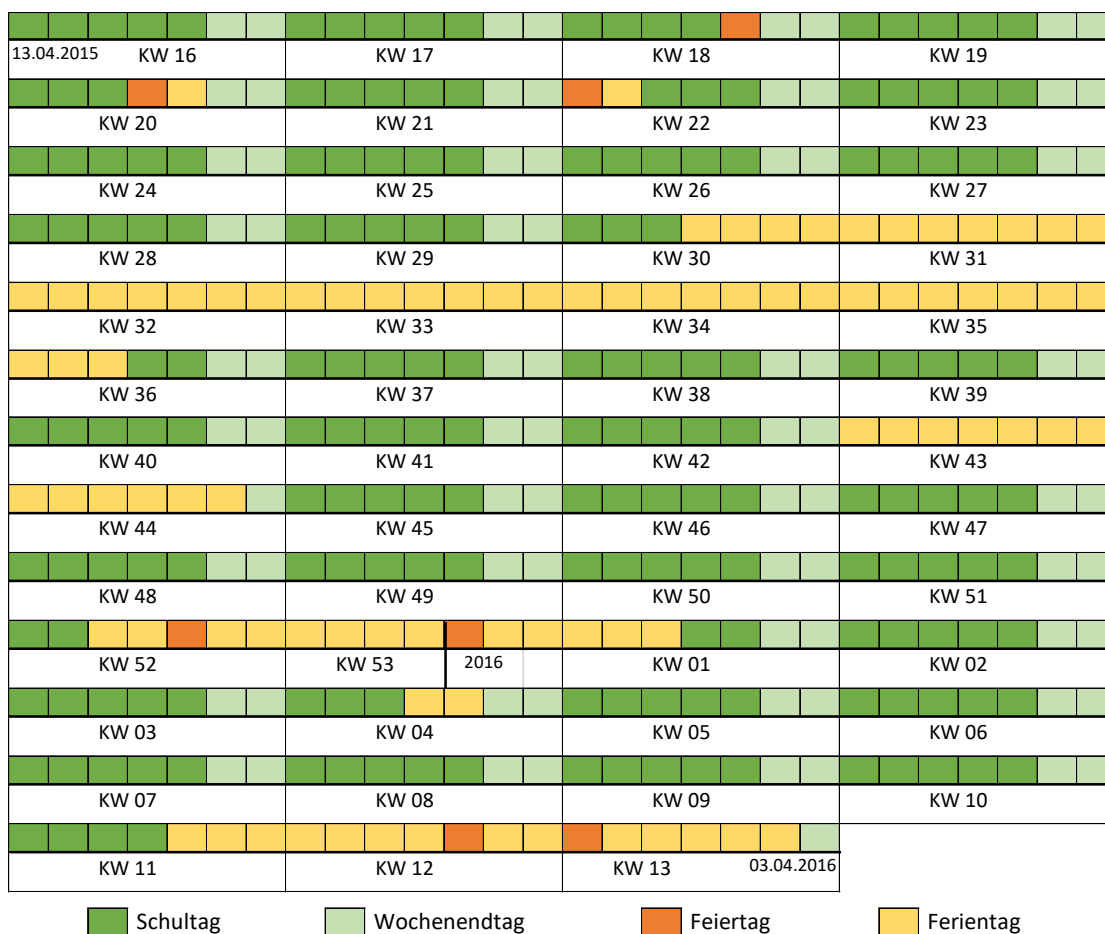 13.04.2015 KW 16 KW 17 KW 18 KW 19
KW 20 KW 21 KW 22 KW 23
KW 24 KW 25 KW 26 KW 27
KW 28 KW 29 KW 30 KW 31
KW 32 KW 33 KW 34 KW 35
KW 36 KW 37 KW 38 KW 39
KW 40 KW 41 KW 42 KW 43
KW 44 KW 45 KW 46 KW 47
KW 48 KW 49 KW 50 KW 51
KW 52 KW 53 2016 KW 01 KW 02
KW 03 KW 04 KW 05 KW 06
KW 07 KW 08 KW 09 KW 10
KW 11 KW 12 KW 13 03.04.2016
Schultag Wochenendtag Feiertag Ferientag